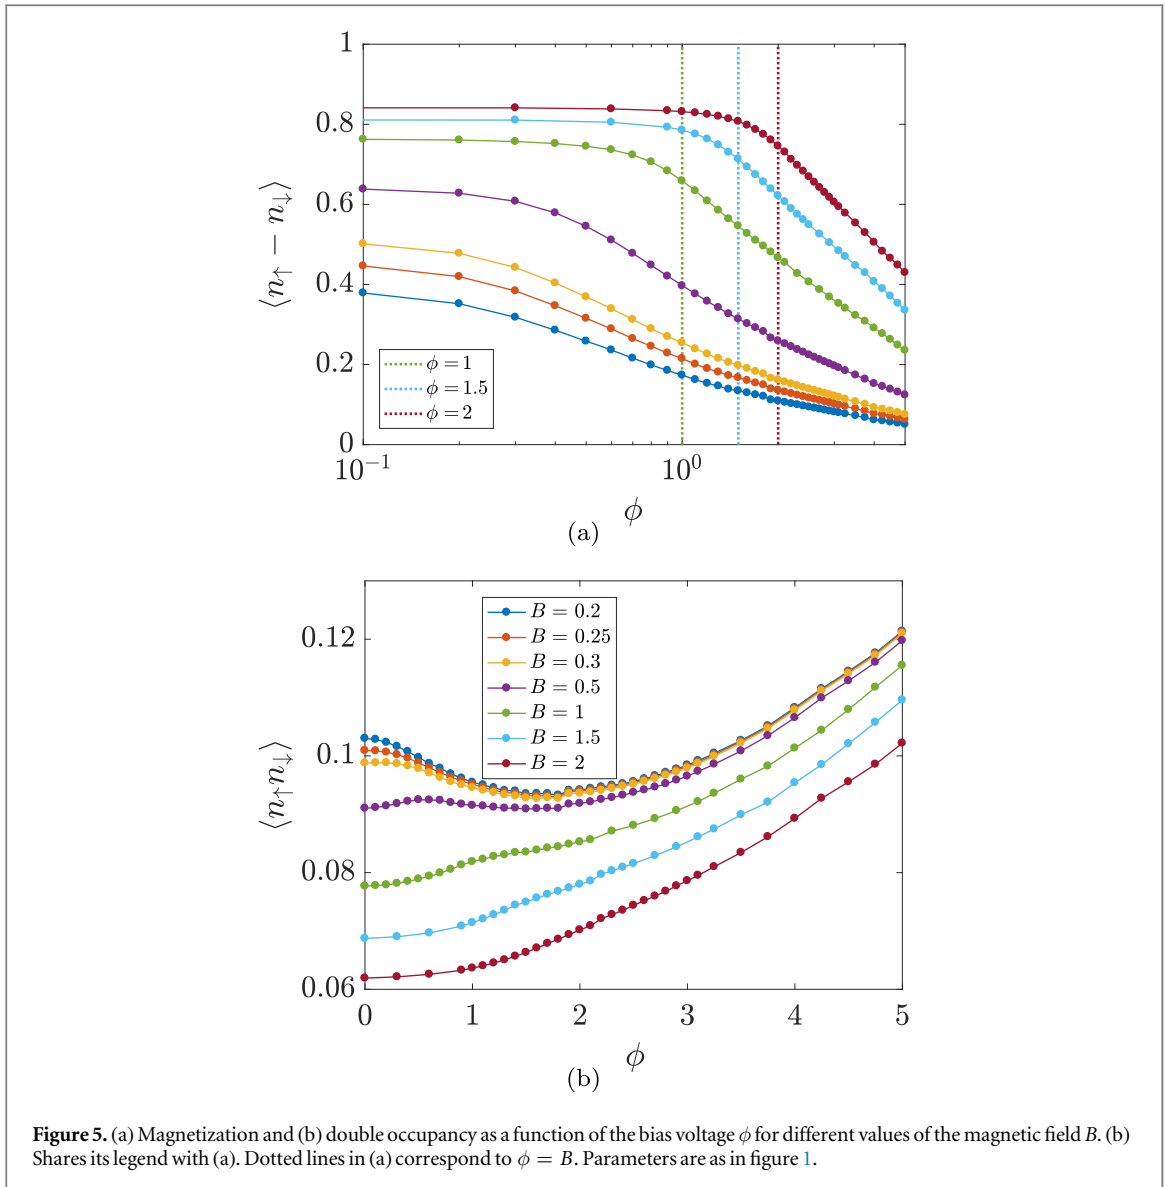 1
0.8
0.6
0.4
0.2
0
⟨n↑ − n↓⟩
ϕ = 1
ϕ = 1.5
ϕ = 2
10⁻¹ 10⁰
ϕ
(a)
0.12
0.1
0.08
0.06
⟨n↑n↓⟩
B = 0.2
B = 0.25
B = 0.3
B = 0.5
B = 1
B = 1.5
B = 2
0 1 2 3 4 5
ϕ
(b)
Figure 5. (a) Magnetization and (b) double occupancy as a function of the bias voltage ϕ for different values of the magnetic field B. (b)
Shares its legend with (a). Dotted lines in (a) correspond to ϕ = B. Parameters are as in figure 1.